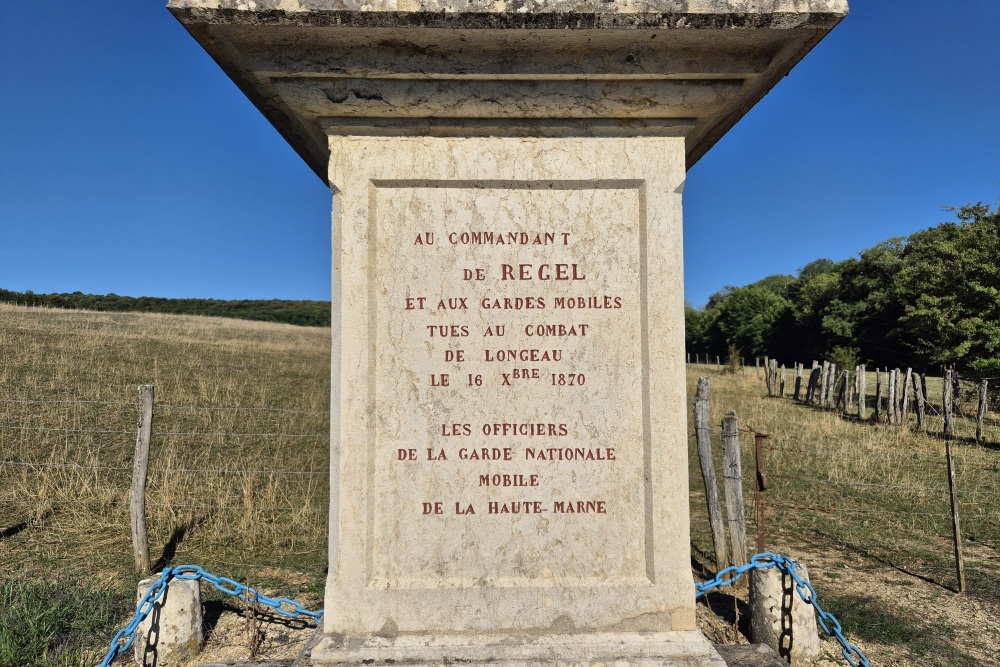 AU COMMANDANT
DE REGEL
ET AUX GARDES MOBILES
TUES AU COMBAT
DE LONGEAU
LE 16 XBRE 1870
LES OFFICIERS
DE LA GARDE NATIONALE
MOBILE
DE LA HAUTE-MARNE